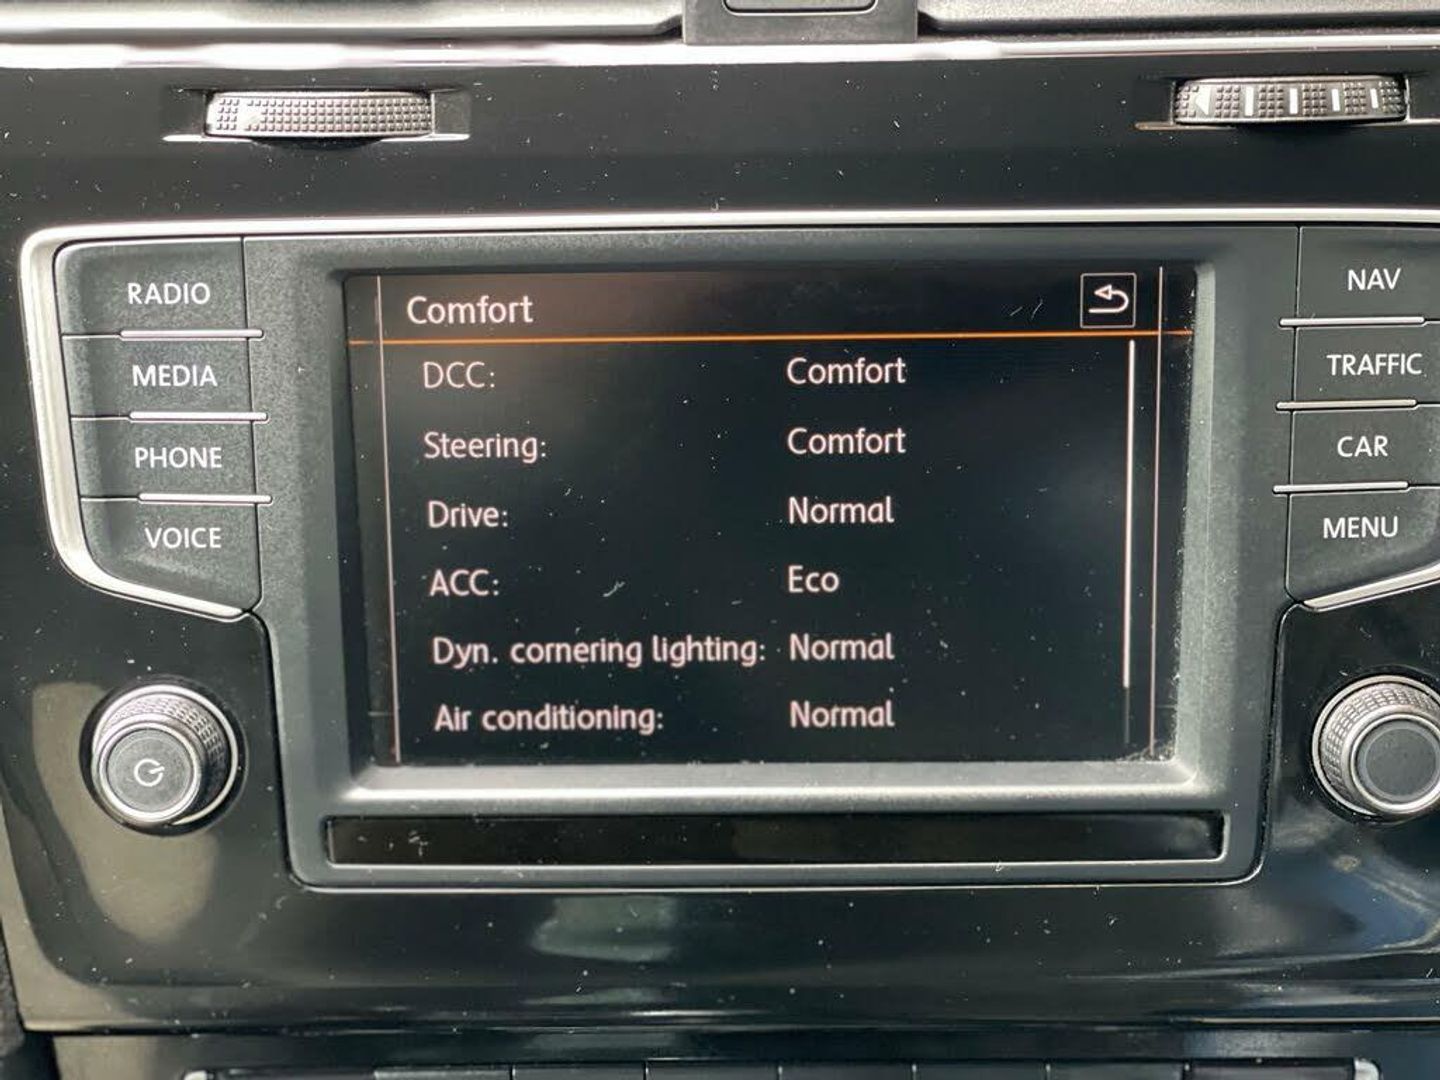 RADIO
MEDIA
PHONE
VOICE
Comfort
DCC: Comfort
Steering: Comfort
Drive: Normal
ACC: Eco
Dyn. cornering lighting: Normal
Air conditioning: Normal
NAV
TRAFFIC
CAR
MENU